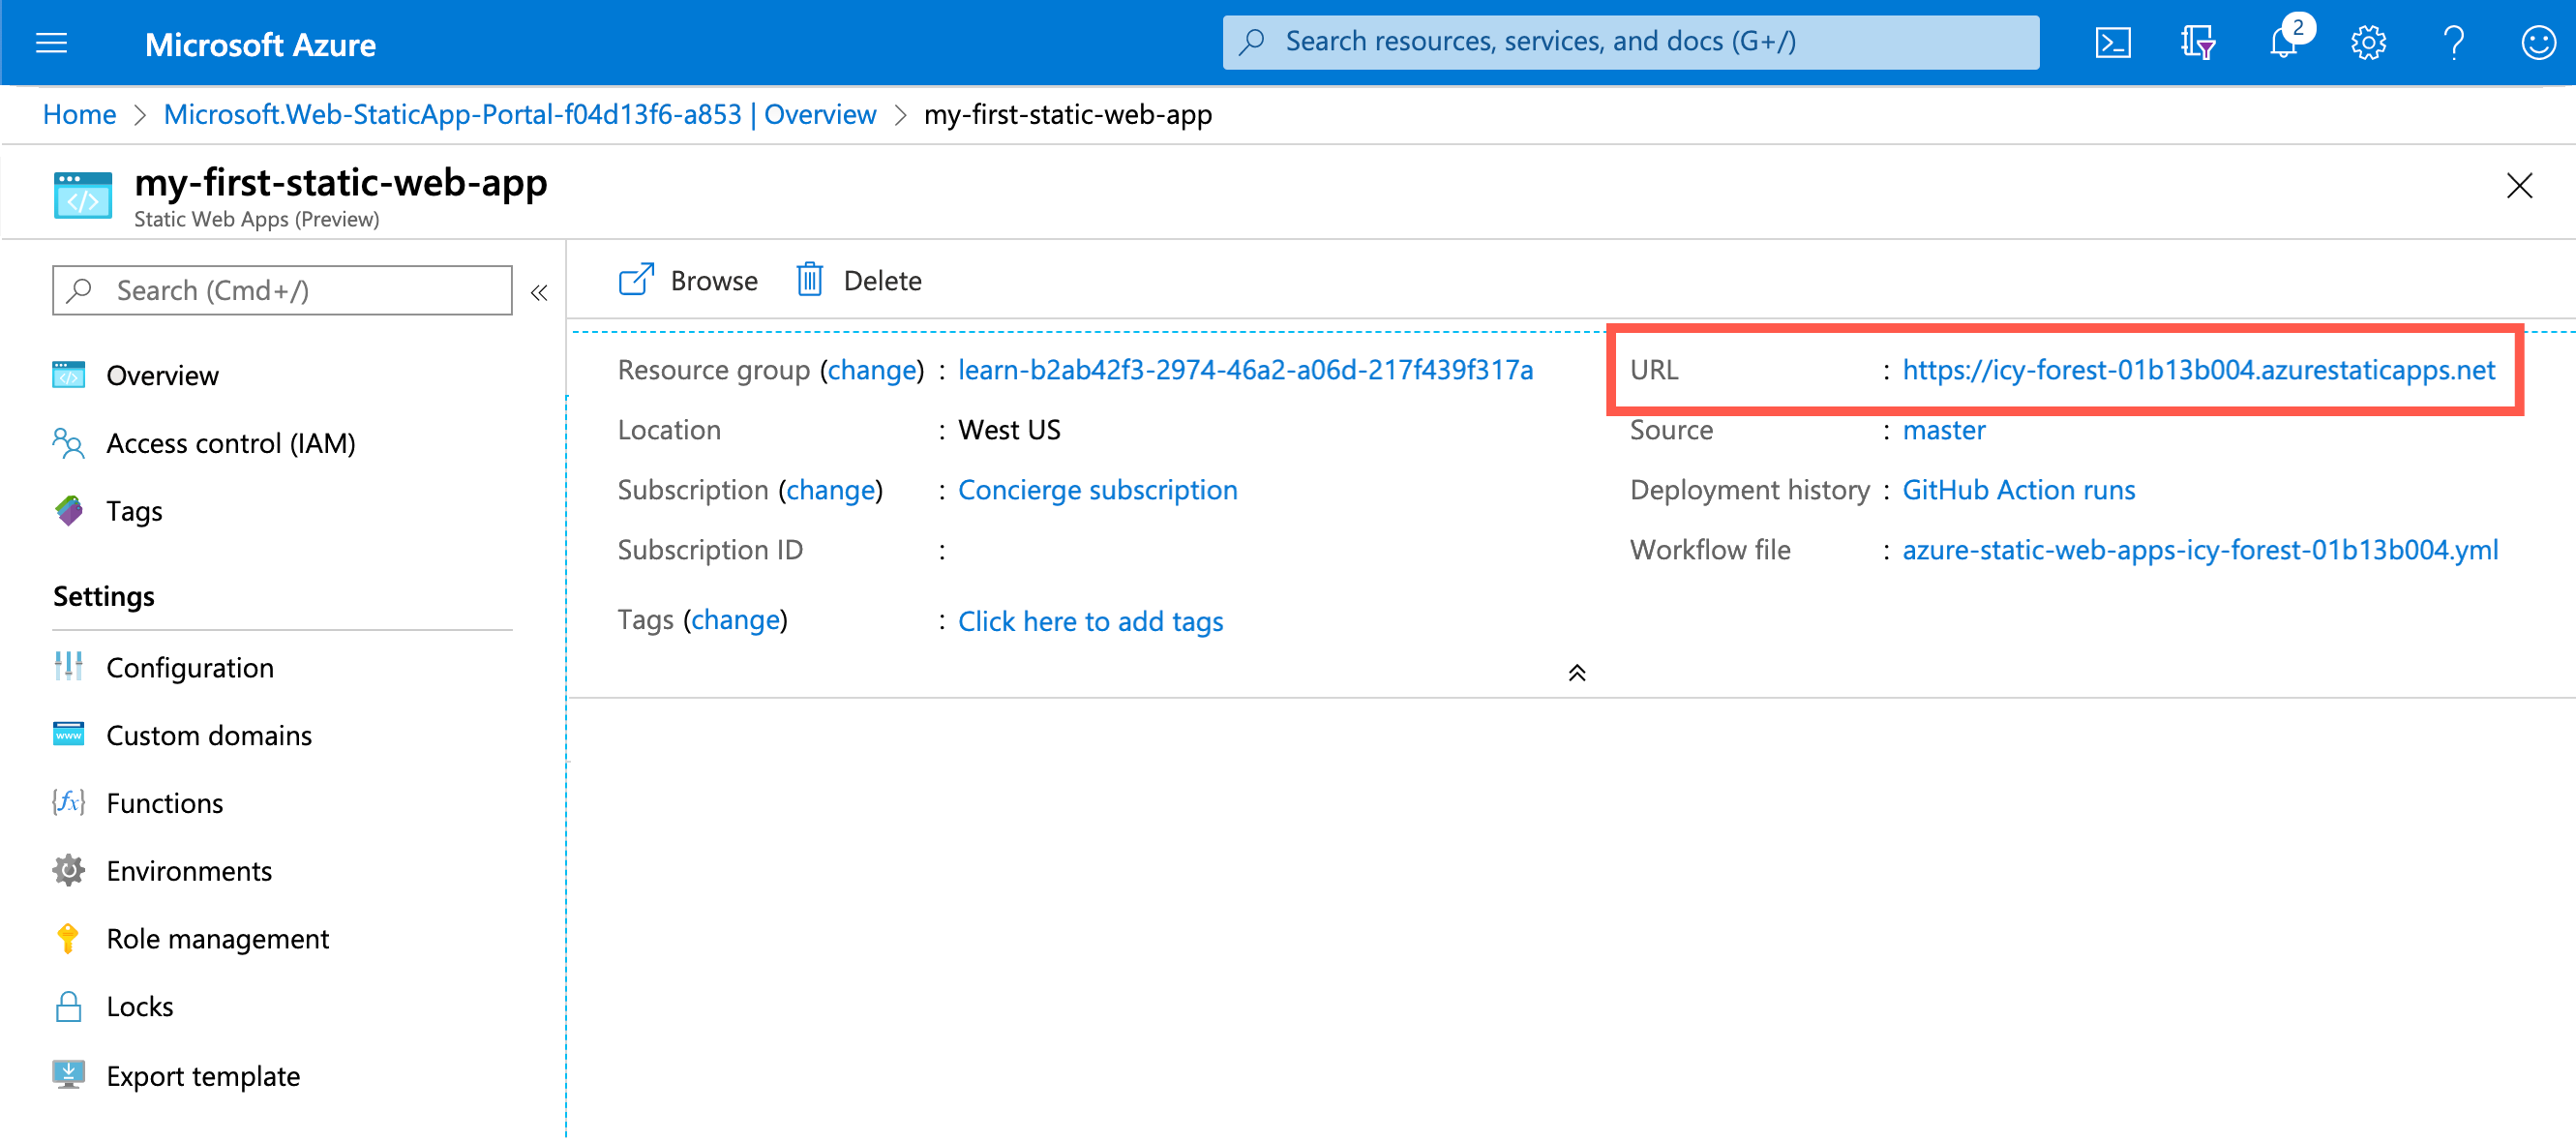 Microsoft Azure
Search resources, services, and docs (G+/)
2
Home > Microsoft.Web-StaticApp-Portal-f04d13f6-a853 | Overview > my-first-static-web-app
my-first-static-web-app
Static Web Apps (Preview)
Search (Cmd+/)
«
Overview
Access control (IAM)
Tags
Settings
Configuration
www
Custom domains
Functions
Environments
Role management
Locks
Export template
Browse
Delete
Resource group (change) : learn-b2ab42f3-2974-46a2-a06d-217f439f317a
Location : West US
Subscription (change) : Concierge subscription
Subscription ID :
Tags (change) : Click here to add tags
URL : https://icy-forest-01b13b004.azurestaticapps.net
Source : master
Deployment history : GitHub Action runs
Workflow file : azure-static-web-apps-icy-forest-01b13b004.yml